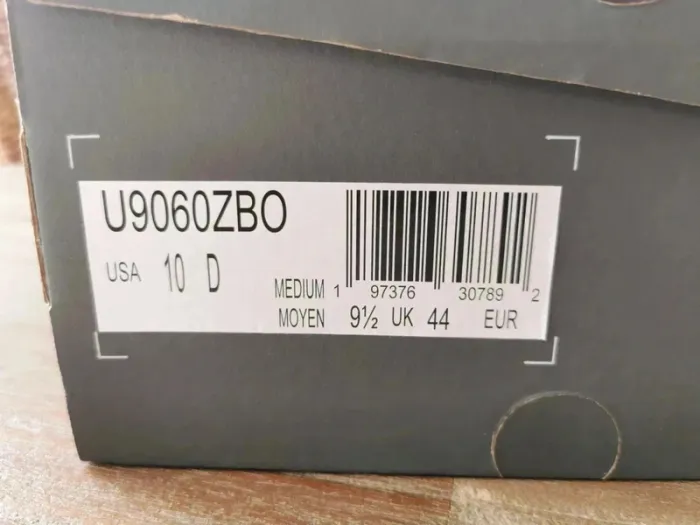 U9060ZBO
USA 10 D
MEDIUM 1 97376 30789 2
MOYEN 9½ UK 44 EUR